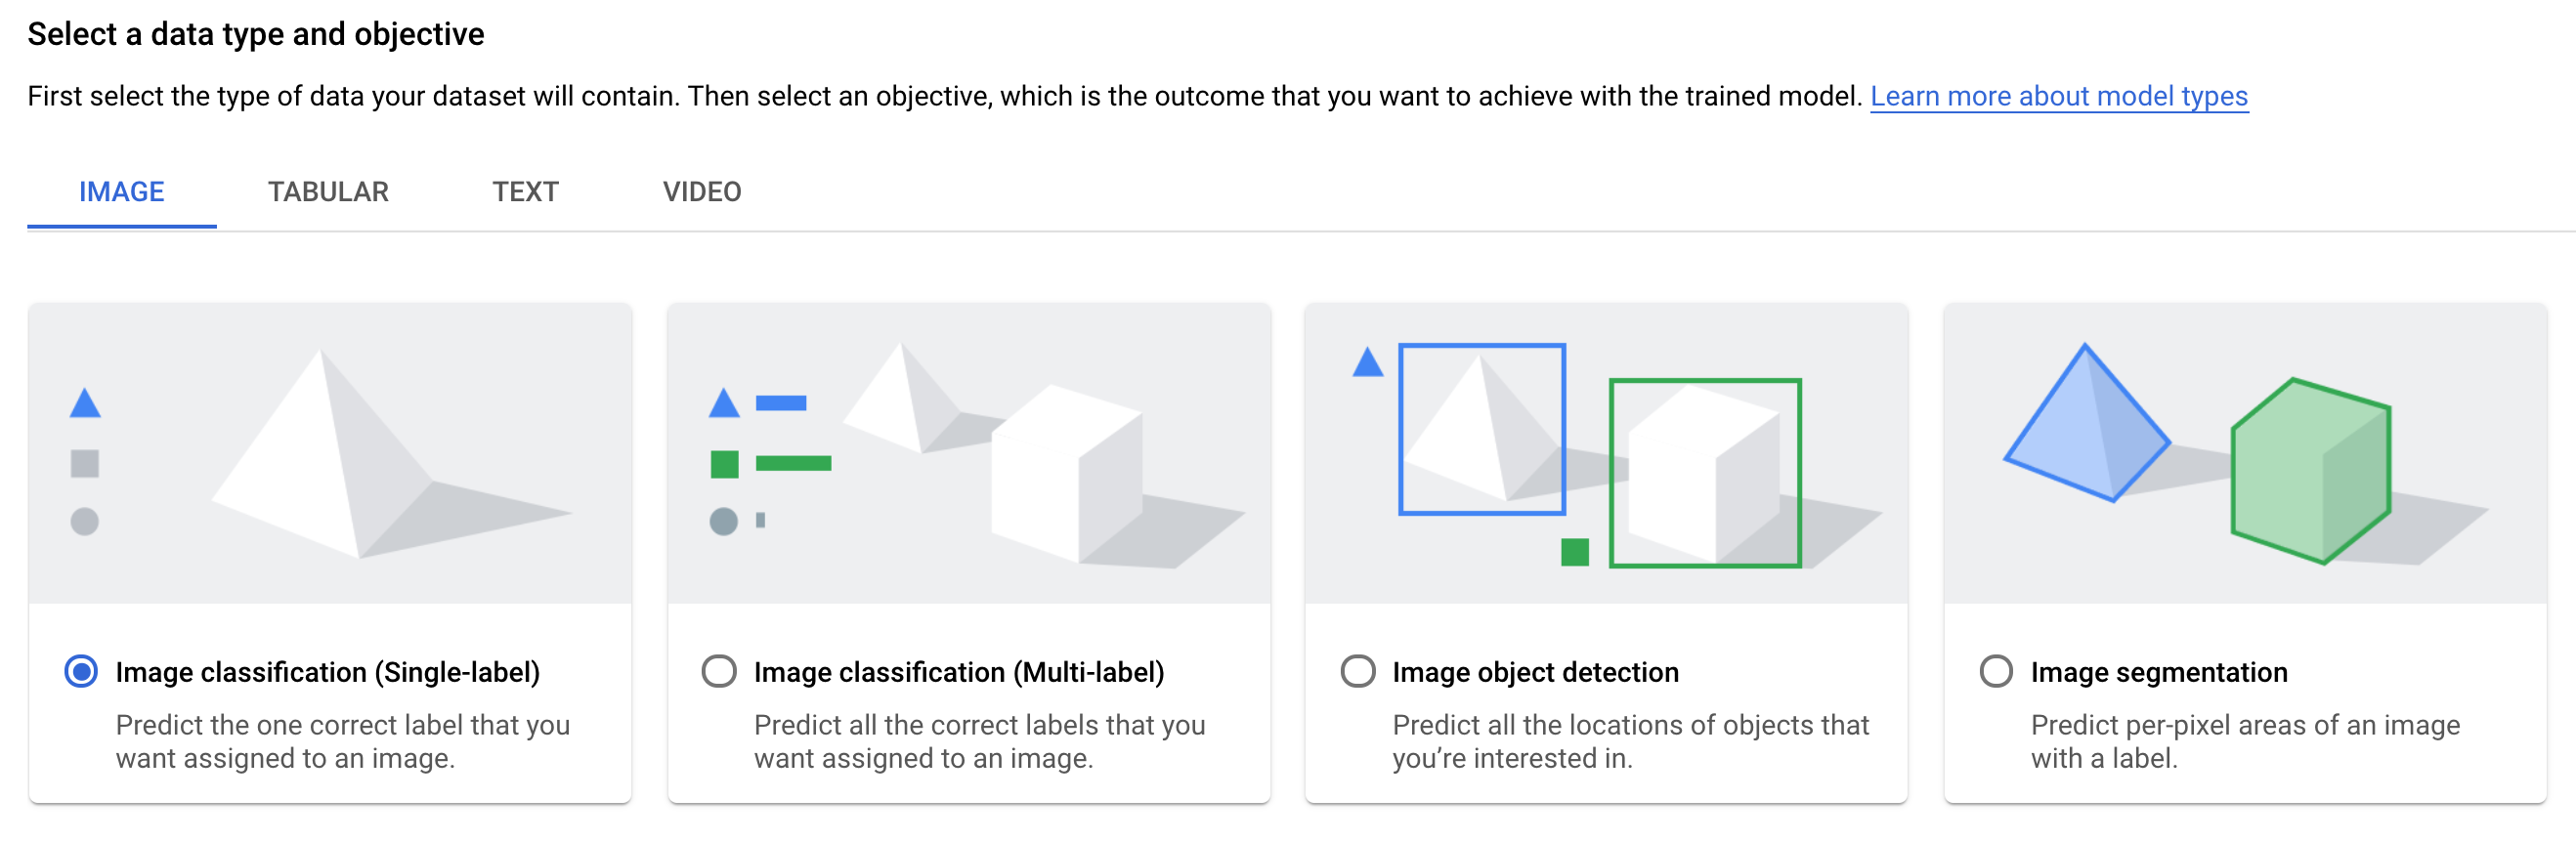 Select a data type and objective
First select the type of data your dataset will contain. Then select an objective, which is the outcome that you want to achieve with the trained model. Learn more about model types
IMAGE TABULAR TEXT VIDEO
Image classification (Single-label)
Predict the one correct label that you
want assigned to an image.
Image classification (Multi-label)
Predict all the correct labels that you
want assigned to an image.
Image object detection
Predict all the locations of objects that
you’re interested in.
Image segmentation
Predict per-pixel areas of an image
with a label.